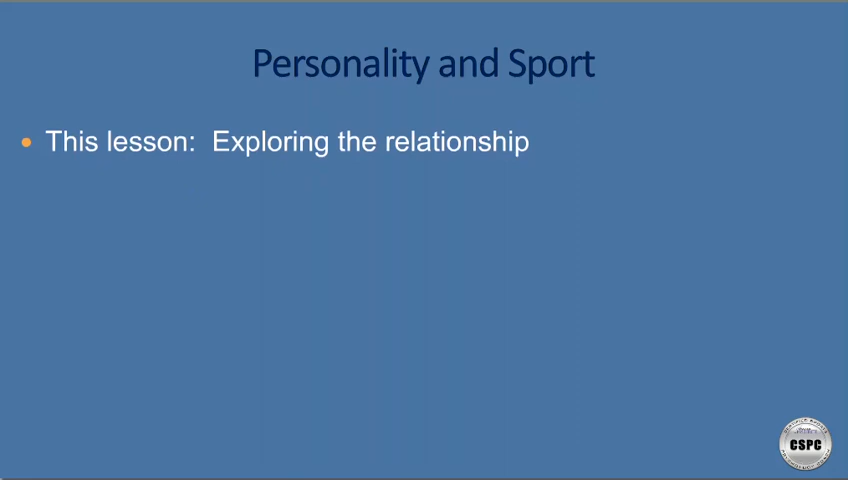 Personality and Sport
This lesson:  Exploring the relationship
CSPC